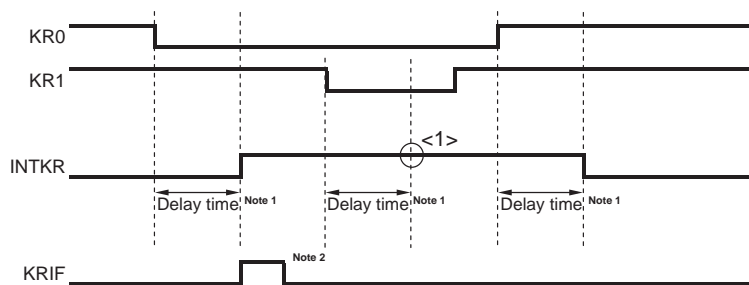 KR0
KR1
<1>
INTKR
Delay time Note 1 Delay time Note 1 Delay time Note 1
KRIF Note 2